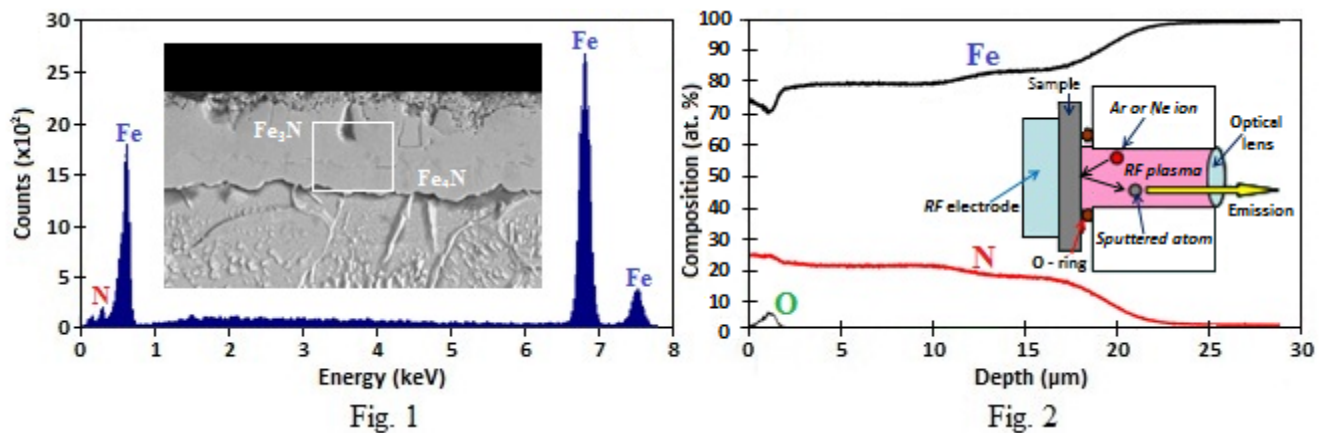 30
25
20
15
10
5
0
Counts (x10²)
Fe
N
Fe
Fe
Fe₃N
Fe₄N
0 1 2 3 4 5 6 7 8
Energy (keV)
Fig. 1
100
90
80
70
60
50
40
30
20
10
0
Composition (at. %)
Fe
Sample
Ar or Ne ion
Optical
lens
RF plasma
RF electrode
Emission
Sputtered atom
O - ring
N
O
0 5 10 15 20 25 30
Depth (µm)
Fig. 2